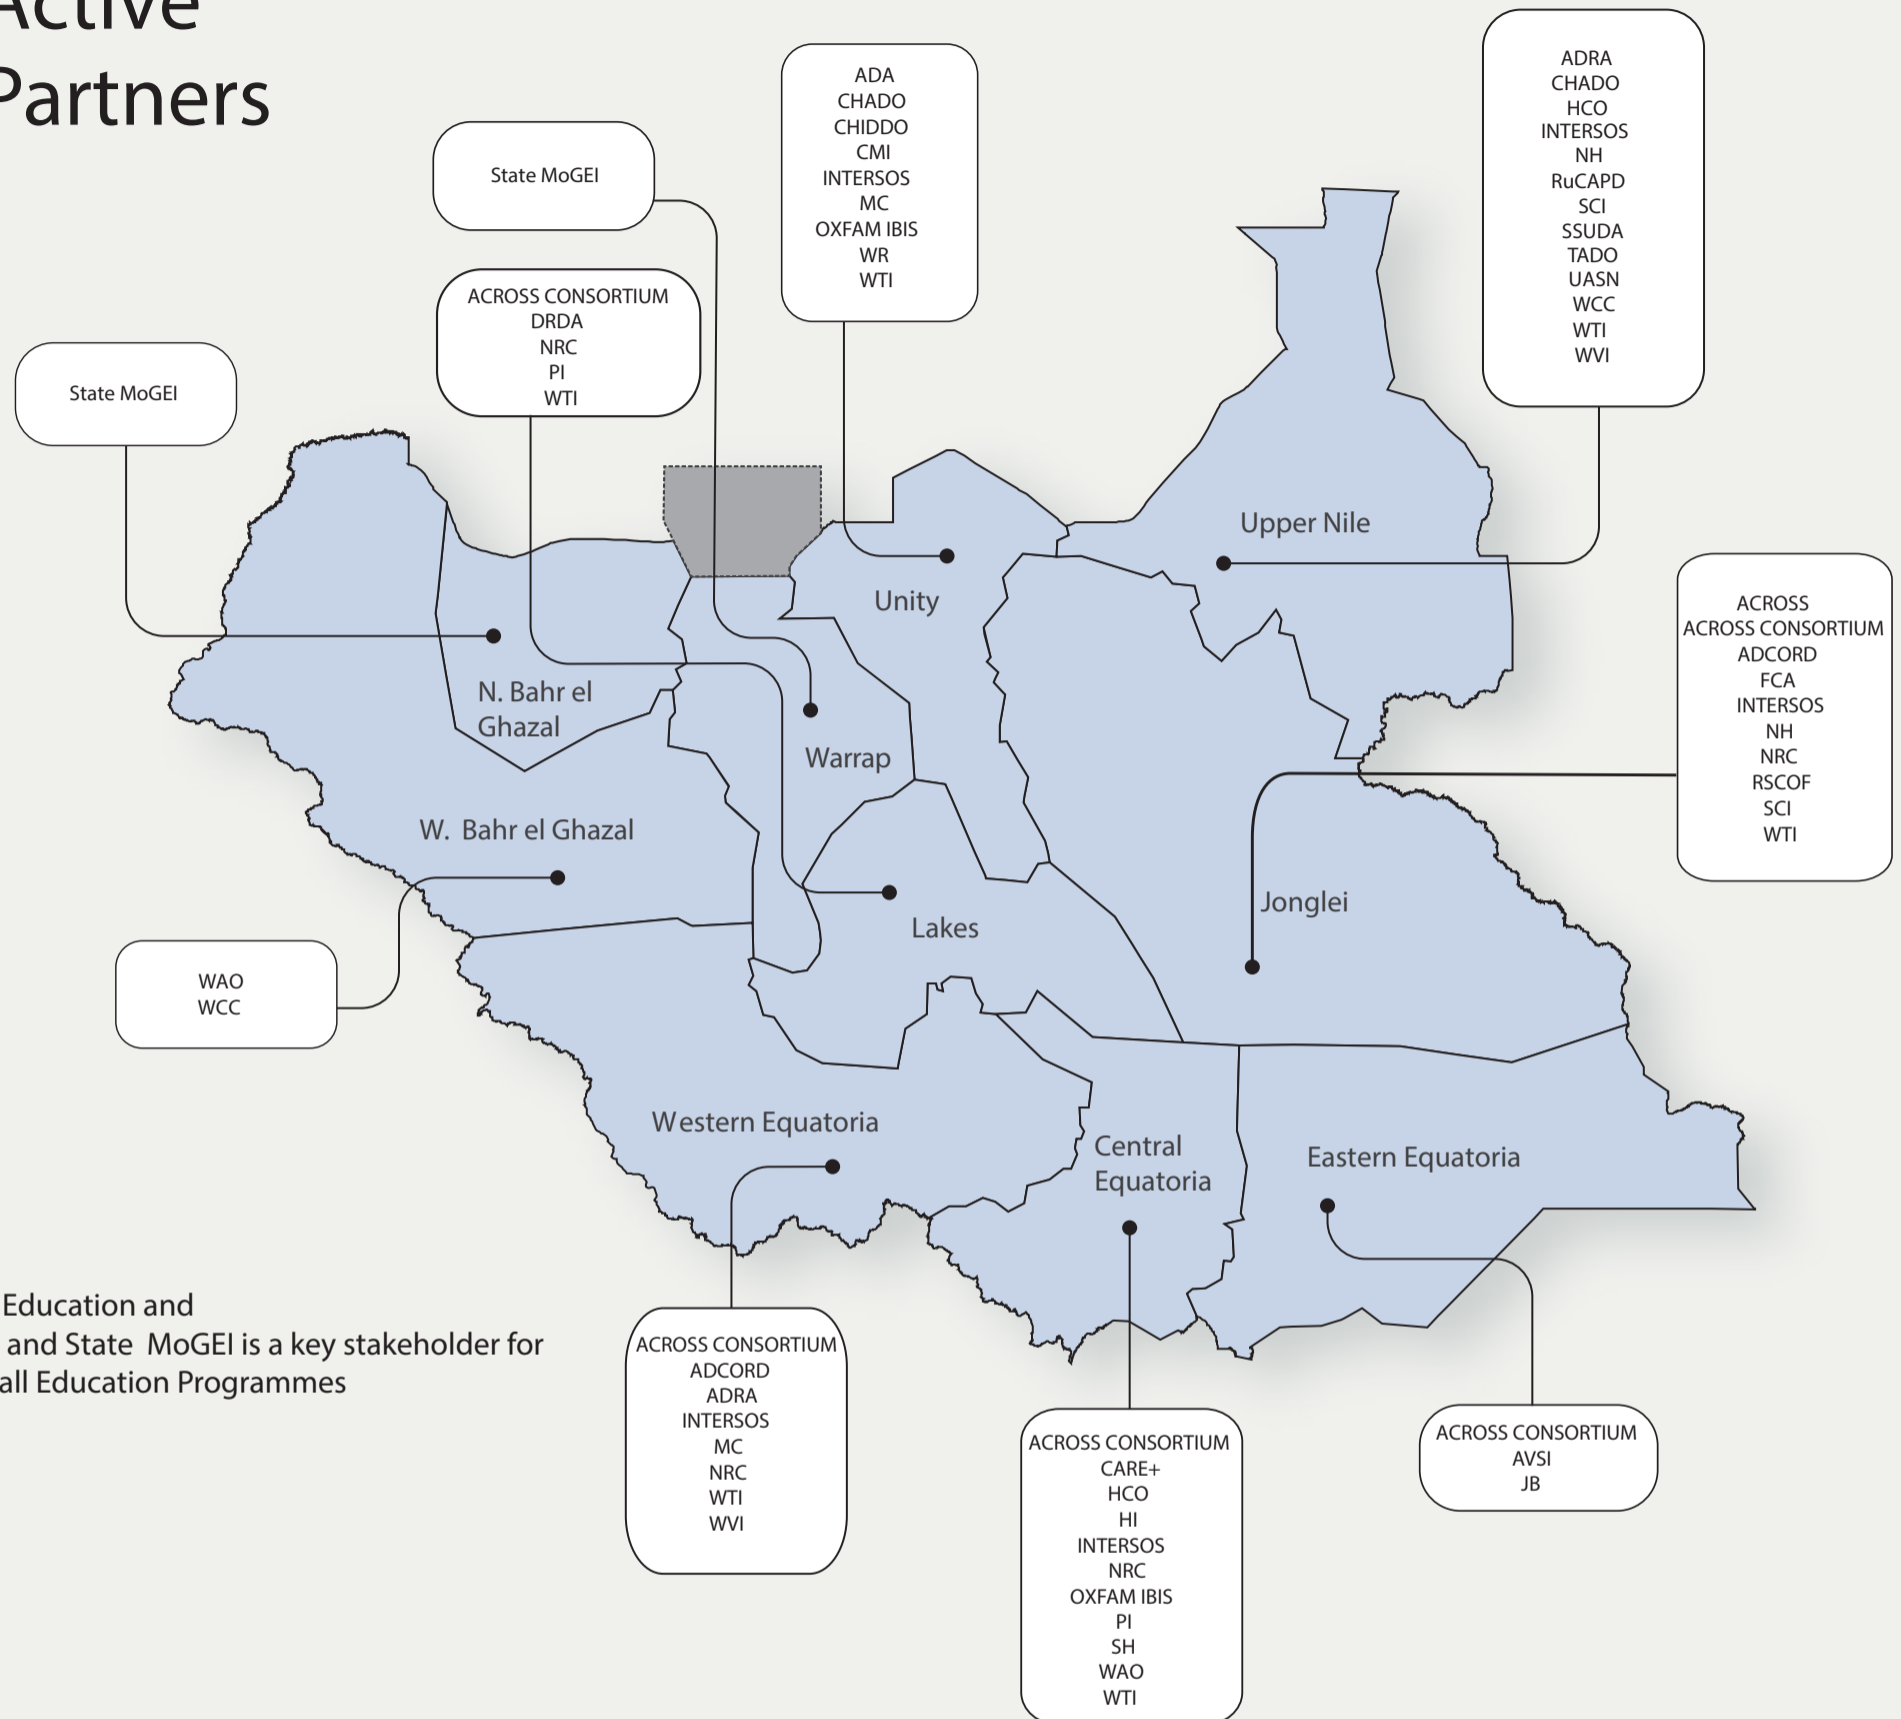 Active
Partners
State MoGEI
ADA
CHADO
CHIDDO
CMI
INTERSOS
MC
OXFAM IBIS
WR
WTI
ADRA
CHADO
HCO
INTERSOS
NH
RuCAPD
SCI
SSUDA
TADO
UASN
WCC
WTI
WVI
ACROSS CONSORTIUM
DRDA
NRC
PI
WTI
State MoGEI
ACROSS
ACROSS CONSORTIUM
ADCORD
FCA
INTERSOS
NH
NRC
RSCOF
SCI
WTI
Upper Nile
Unity
N. Bahr el
Ghazal
Warrap
W. Bahr el Ghazal
Jonglei
Lakes
WAO
WCC
Western Equatoria
Central
Equatoria
Eastern Equatoria
Education and
and State MoGEI is a key stakeholder for
all Education Programmes
ACROSS CONSORTIUM
ADCORD
ADRA
INTERSOS
MC
NRC
WTI
WVI
ACROSS CONSORTIUM
CARE+
HCO
HI
INTERSOS
NRC
OXFAM IBIS
PI
SH
WAO
WTI
ACROSS CONSORTIUM
AVSI
JB